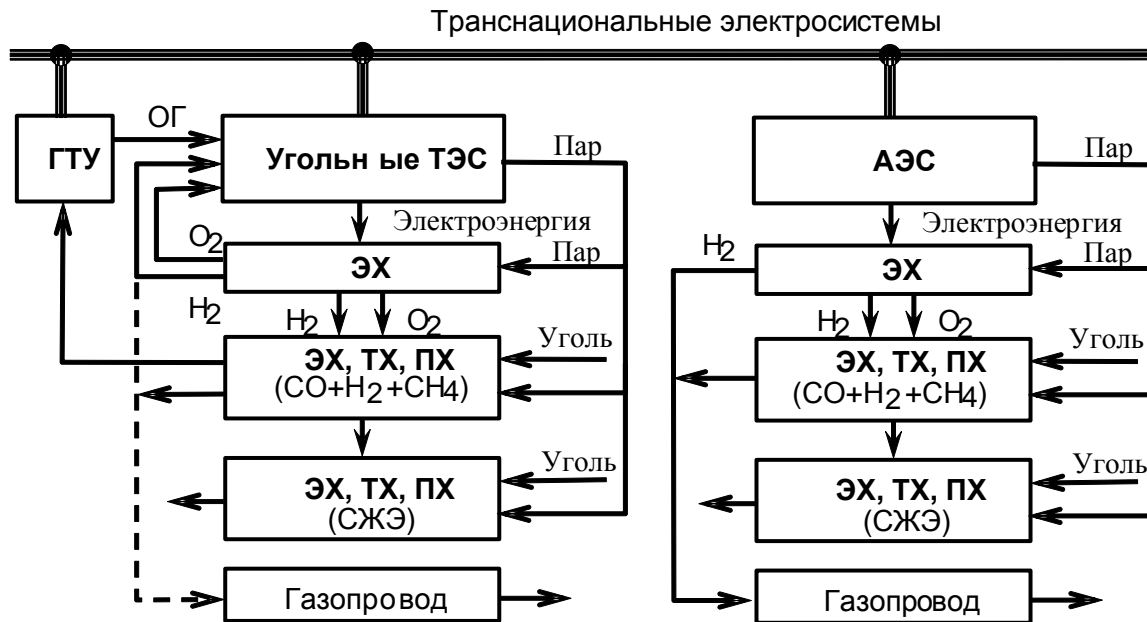 Транснациональные электросистемы
ОГ
ГТУ
Угольн ые ТЭС
Пар
АЭС
Пар
Электроэнергия
Электроэнергия
O2
ЭХ
Пар
H2
ЭХ
Пар
H2
H2
O2
H2
O2
ЭХ, ТХ, ПХ
(CO+H2+CH4)
Уголь
ЭХ, ТХ, ПХ
(CO+H2+CH4)
Уголь
ЭХ, ТХ, ПХ
(СЖЭ)
Уголь
ЭХ, ТХ, ПХ
(СЖЭ)
Уголь
Газопровод
Газопровод